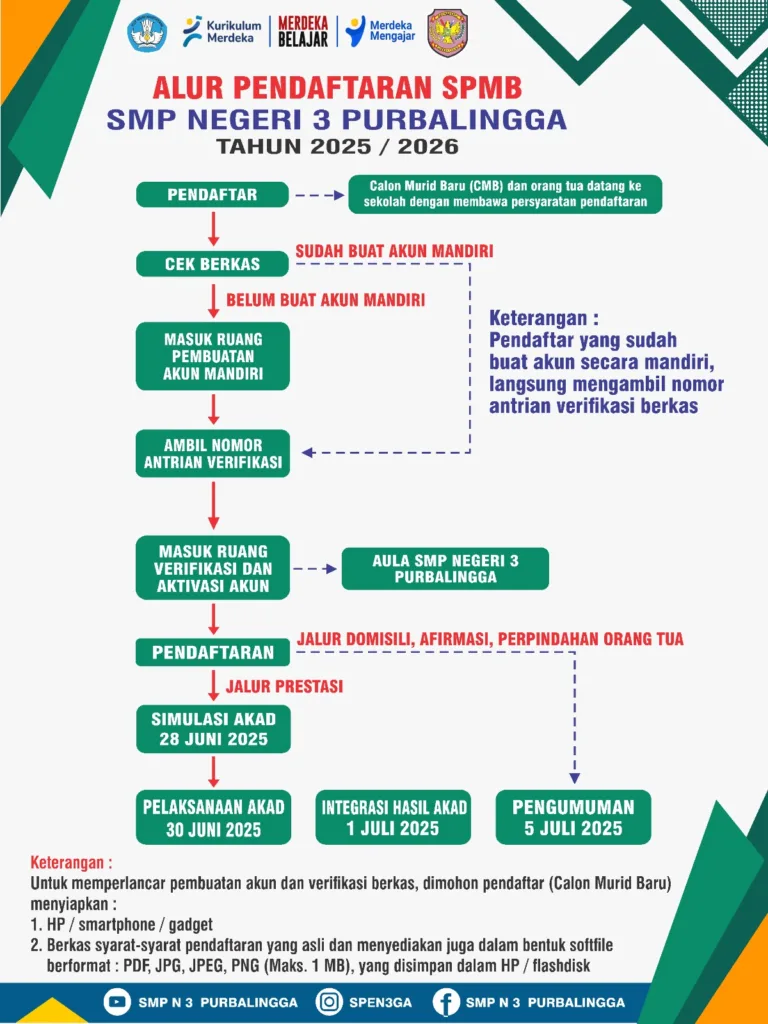 Kurikulum
Merdeka
MERDEKA
BELAJAR
Merdeka
Mengajar
ALUR PENDAFTARAN SPMB
SMP NEGERI 3 PURBALINGGA
TAHUN 2025 / 2026
PENDAFTAR
Calon Murid Baru (CMB) dan orang tua datang ke
sekolah dengan membawa persyaratan pendaftaran
CEK BERKAS
SUDAH BUAT AKUN MANDIRI
BELUM BUAT AKUN MANDIRI
Keterangan :
Pendaftar yang sudah
buat akun secara mandiri,
langsung mengambil nomor
antrian verifikasi berkas
MASUK RUANG
PEMBUATAN
AKUN MANDIRI
AMBIL NOMOR
ANTRIAN VERIFIKASI
MASUK RUANG
VERIFIKASI DAN
AKTIVASI AKUN
AULA SMP NEGERI 3
PURBALINGGA
PENDAFTARAN
JALUR DOMISILI, AFIRMASI, PERPINDAHAN ORANG TUA
JALUR PRESTASI
SIMULASI AKAD
28 JUNI 2025
PELAKSANAAN AKAD
30 JUNI 2025
INTEGRASI HASIL AKAD
1 JULI 2025
PENGUMUMAN
5 JULI 2025
Keterangan :
Untuk memperlancar pembuatan akun dan verifikasi berkas, dimohon pendaftar (Calon Murid Baru)
menyiapkan :
1. HP / smartphone / gadget
2. Berkas syarat-syarat pendaftaran yang asli dan menyediakan juga dalam bentuk softfile
berformat : PDF, JPG, JPEG, PNG (Maks. 1 MB), yang disimpan dalam HP / flashdisk
SMP N 3 PURBALINGGA
SPEN3GA
SMP N 3 PURBALINGGA